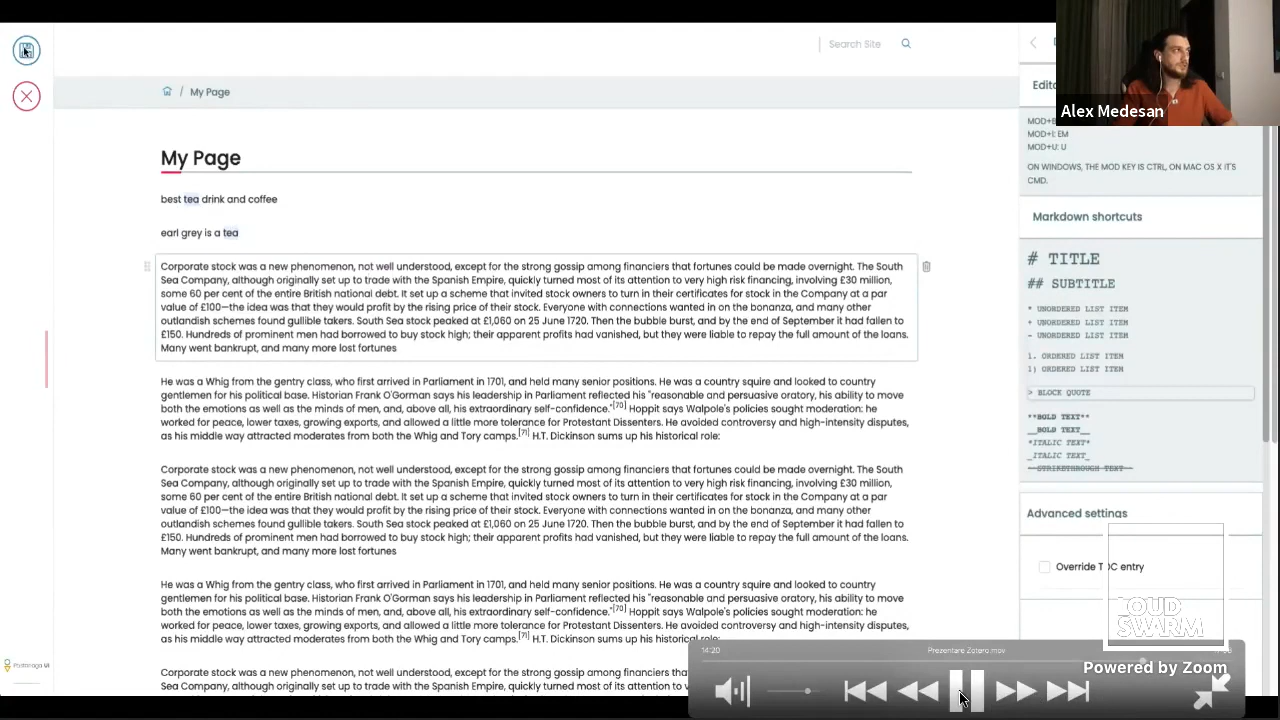 Search Site
/ My Page
My Page
best tea drink and coffee
earl grey is a tea
Corporate stock was a new phenomenon, not well understood, except for the strong gossip among financiers that fortunes could be made overnight. The South
Sea Company, although originally set up to trade with the Spanish Empire, quickly turned most of its attention to very high risk financing, involving £30 million,
some 60 per cent of the entire British national debt. It set up a scheme that invited stock owners to turn in their certificates for stock in the Company at a par
value of £100—the idea was that they would profit by the rising price of their stock. Everyone with connections wanted in on the bonanza, and many other
outlandish schemes found gullible takers. South Sea stock peaked at £1,060 on 25 June 1720. Then the bubble burst, and by the end of September it had fallen to
£150. Hundreds of prominent men had borrowed to buy stock high; their apparent profits had vanished, but they were liable to repay the full amount of the loans.
Many went bankrupt, and many more lost fortunes
He was a Whig from the gentry class, who first arrived in Parliament in 1701, and held many senior positions. He was a country squire and looked to country
gentlemen for his political base. Historian Frank O'Gorman says his leadership in Parliament reflected his "reasonable and persuasive oratory, his ability to move
both the emotions as well as the minds of men, and, above all, his extraordinary self-confidence."[70] Hoppit says Walpole's policies sought moderation: he
worked for peace, lower taxes, growing exports, and allowed a little more tolerance for Protestant Dissenters. He avoided controversy and high-intensity disputes,
as his middle way attracted moderates from both the Whig and Tory camps.[71] H.T. Dickinson sums up his historical role:
Corporate stock was a new phenomenon, not well understood, except for the strong gossip among financiers that fortunes could be made overnight. The South
Sea Company, although originally set up to trade with the Spanish Empire, quickly turned most of its attention to very high risk financing, involving £30 million,
some 60 per cent of the entire British national debt. It set up a scheme that invited stock owners to turn in their certificates for stock in the Company at a par
value of £100—the idea was that they would profit by the rising price of their stock. Everyone with connections wanted in on the bonanza, and many other
outlandish schemes found gullible takers. South Sea stock peaked at £1,060 on 25 June 1720. Then the bubble burst, and by the end of September it had fallen to
£150. Hundreds of prominent men had borrowed to buy stock high; their apparent profits had vanished, but they were liable to repay the full amount of the loans.
Many went bankrupt, and many more lost fortunes
He was a Whig from the gentry class, who first arrived in Parliament in 1701, and held many senior positions. He was a country squire and looked to country
gentlemen for his political base. Historian Frank O'Gorman says his leadership in Parliament reflected his "reasonable and persuasive oratory, his ability to move
both the emotions as well as the minds of men, and, above all, his extraordinary self-confidence."[70] Hoppit says Walpole's policies sought moderation: he
worked for peace, lower taxes, growing exports, and allowed a little more tolerance for Protestant Dissenters. He avoided controversy and high-intensity disputes,
as his middle way attracted moderates from both the Whig and Tory camps.[71] H.T. Dickinson sums up his historical role:
Corporate stock was a new phenomenon, not well understood, except for the
Sea Company, although originally set up to trade with the Spanish Empire, quickly turned most of its attention to v
Alex Medesan
MOD+I: EM
MOD+U: U
ON WINDOWS, THE MOD KEY IS CTRL, ON MAC OS X IT'S
CMD.
Markdown shortcuts
# TITLE
## SUBTITLE
* UNORDERED LIST ITEM
+ UNORDERED LIST ITEM
- UNORDERED LIST ITEM
1. ORDERED LIST ITEM
1) ORDERED LIST ITEM
> BLOCK QUOTE
**BOLD TEXT**
__BOLD TEXT__
*ITALIC TEXT*
_ITALIC TEXT_
~~STRIKETHROUGH TEXT~~
Advanced settings
Override TOC entry
LOUD
SWARM
Powered by Zoom
14:20
Prezentare Zotero.mov
Pastanaga UI